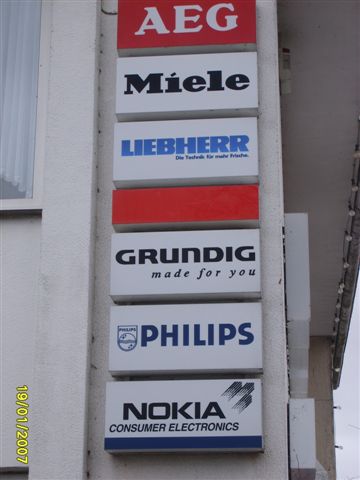 AEG
Miele
LIEBHERR
Die Technik für mehr Frische.
GRUNDIG
made for you
PHILIPS
PHILIPS
NOKIA
CONSUMER ELECTRONICS
19/01/2007